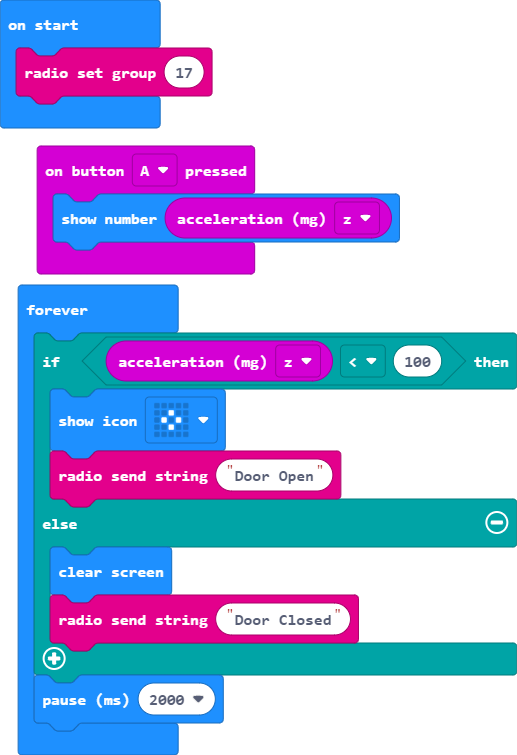 on start
radio set group 17
on button A pressed
show number acceleration (mg) z
forever
if acceleration (mg) z < 100 then
show icon
radio send string "Door Open"
else
clear screen
radio send string "Door Closed"
pause (ms) 2000